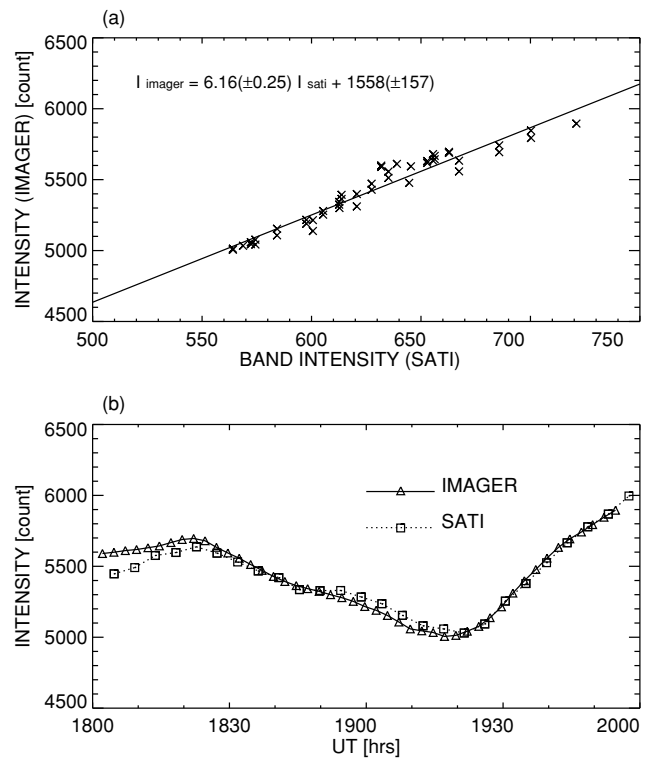 (a)
6500
6000
5500
5000
4500
INTENSITY (IMAGER) [count]
I imager = 6.16(±0.25) I sati + 1558(±157)
500 550 600 650 700 750
BAND INTENSITY (SATI)
(b)
6500
6000
5500
5000
4500
INTENSITY [count]
IMAGER
SATI
1800 1830 1900 1930 2000
UT [hrs]